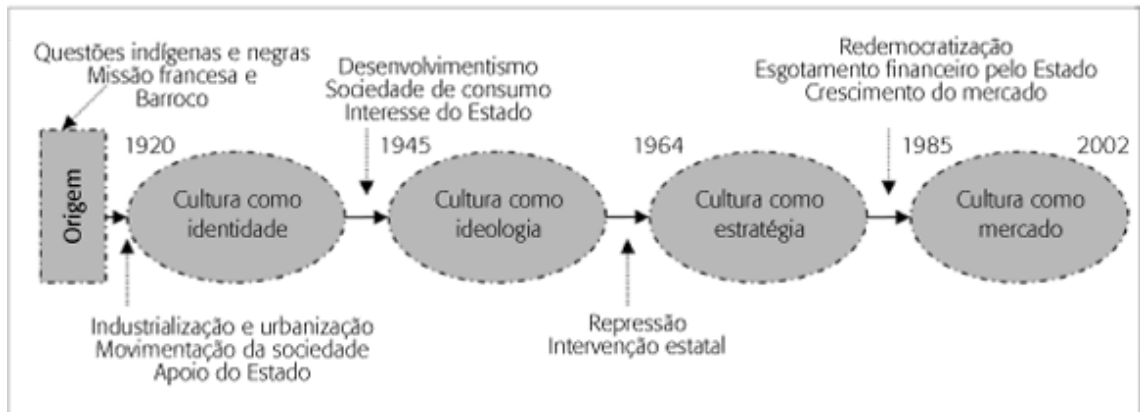 Questões indígenas e negras
Missão francesa e
Barroco
Desenvolvimentismo
Sociedade de consumo
Interesse do Estado
Redemocratização
Esgotamento financeiro pelo Estado
Crescimento do mercado
1920
1945
1964
1985
2002
Origem
Cultura como
identidade
Cultura como
ideologia
Cultura como
estratégia
Cultura como
mercado
Industrialização e urbanização
Movimentação da sociedade
Apoio do Estado
Repressão
Intervenção estatal